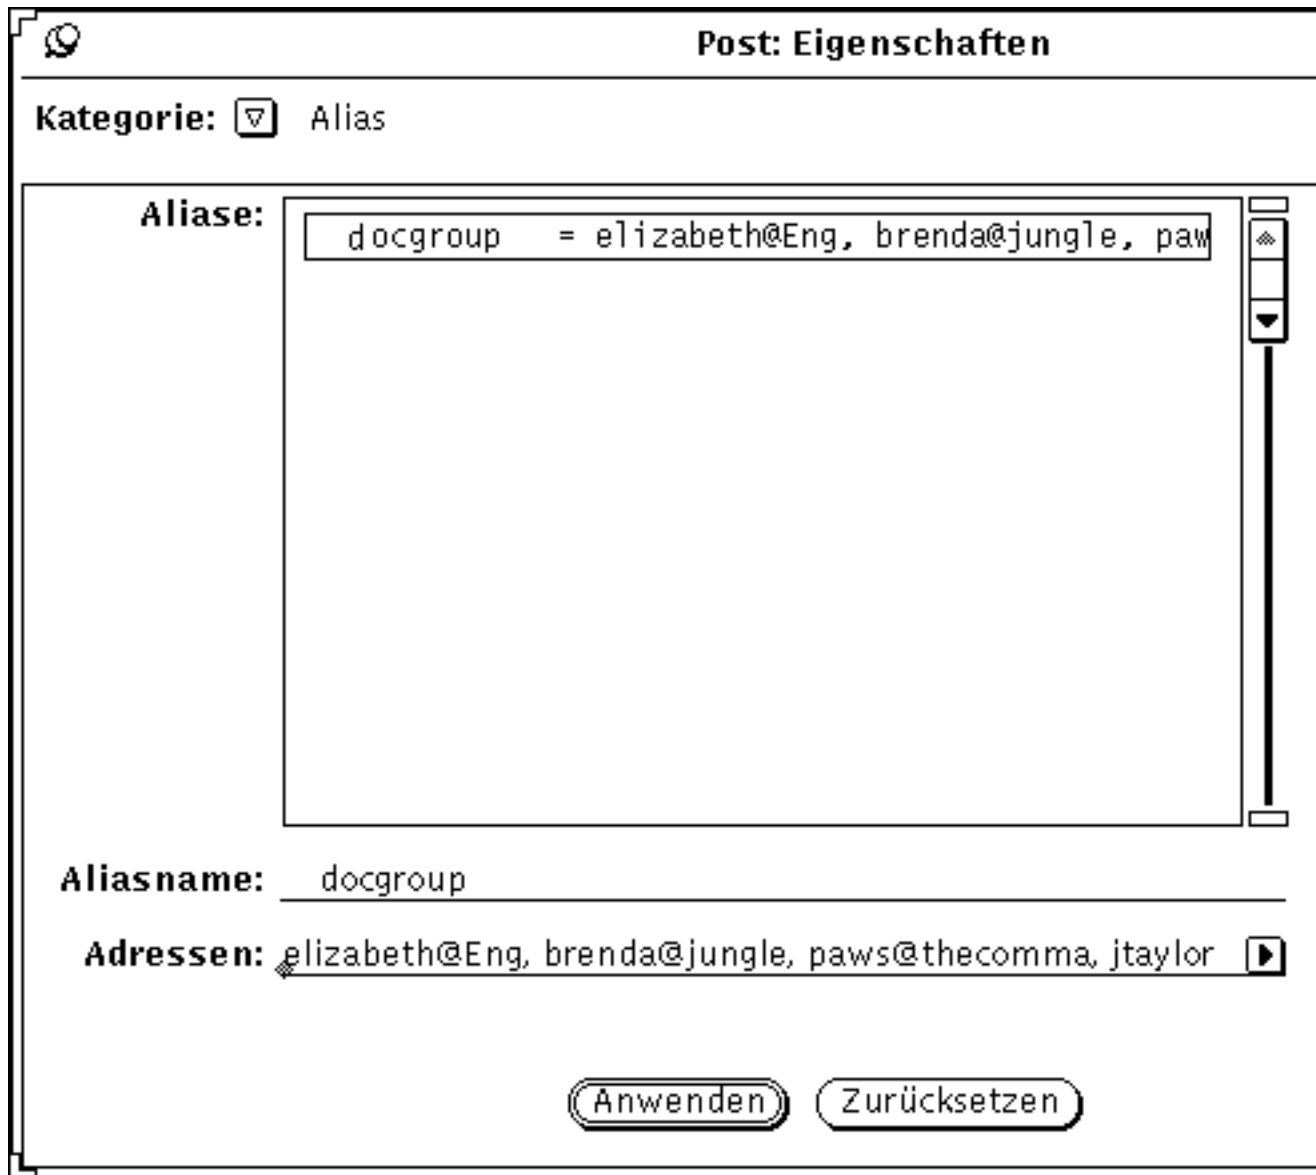 Post: Eigenschaften
Kategorie: Alias
Aliase:
docgroup = elizabeth@Eng, brenda@jungle, paw
Aliasname: docgroup
Adressen: elizabeth@Eng, brenda@jungle, paws@thecomma, jtaylor
Anwenden Zurücksetzen